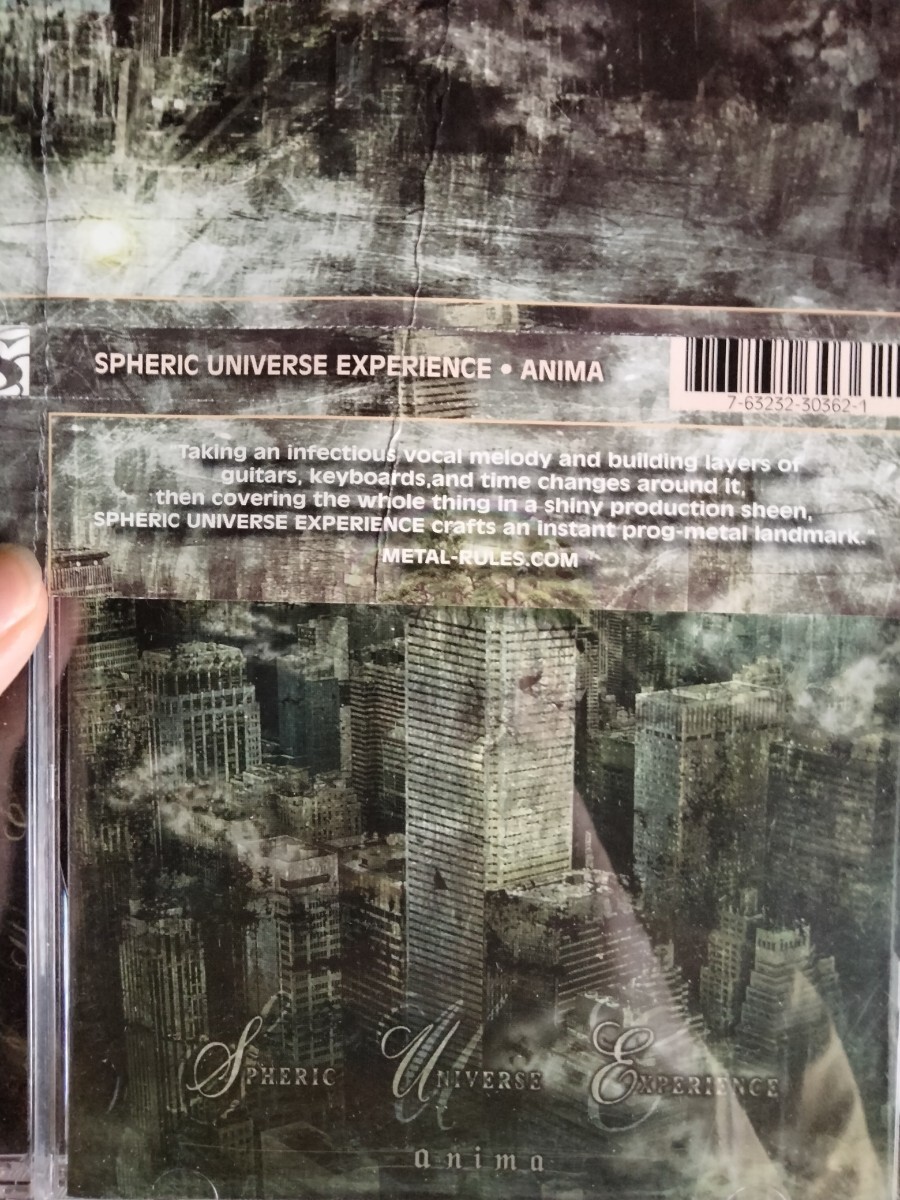 SPHERIC UNIVERSE EXPERIENCE • ANIMA
7-63232-30362-1
Taking an infectious vocal melody and building layers of
guitars, keyboards,and time changes around it,
then covering the whole thing in a shiny production sheen,
SPHERIC UNIVERSE EXPERIENCE crafts an instant prog-metal landmark."
METAL-RULES.COM
SPHERIC UNIVERSE EXPERIENCE
anima